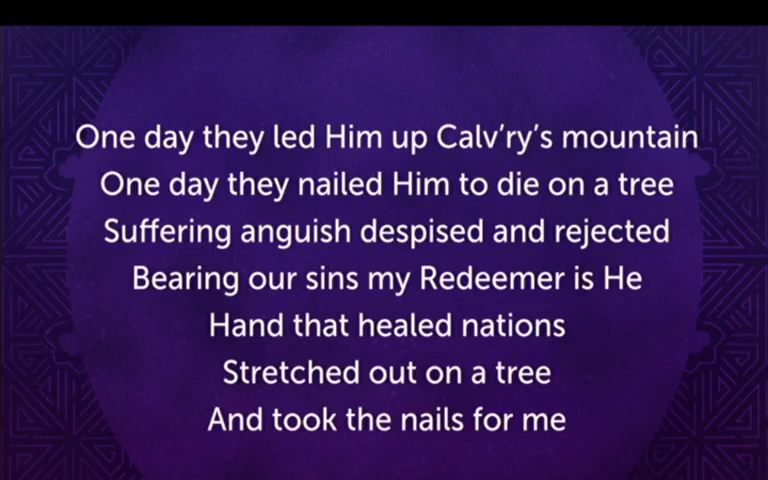 One day they led Him up Calv’ry’s mountain
One day they nailed Him to die on a tree
Suffering anguish despised and rejected
Bearing our sins my Redeemer is He
Hand that healed nations
Stretched out on a tree
And took the nails for me